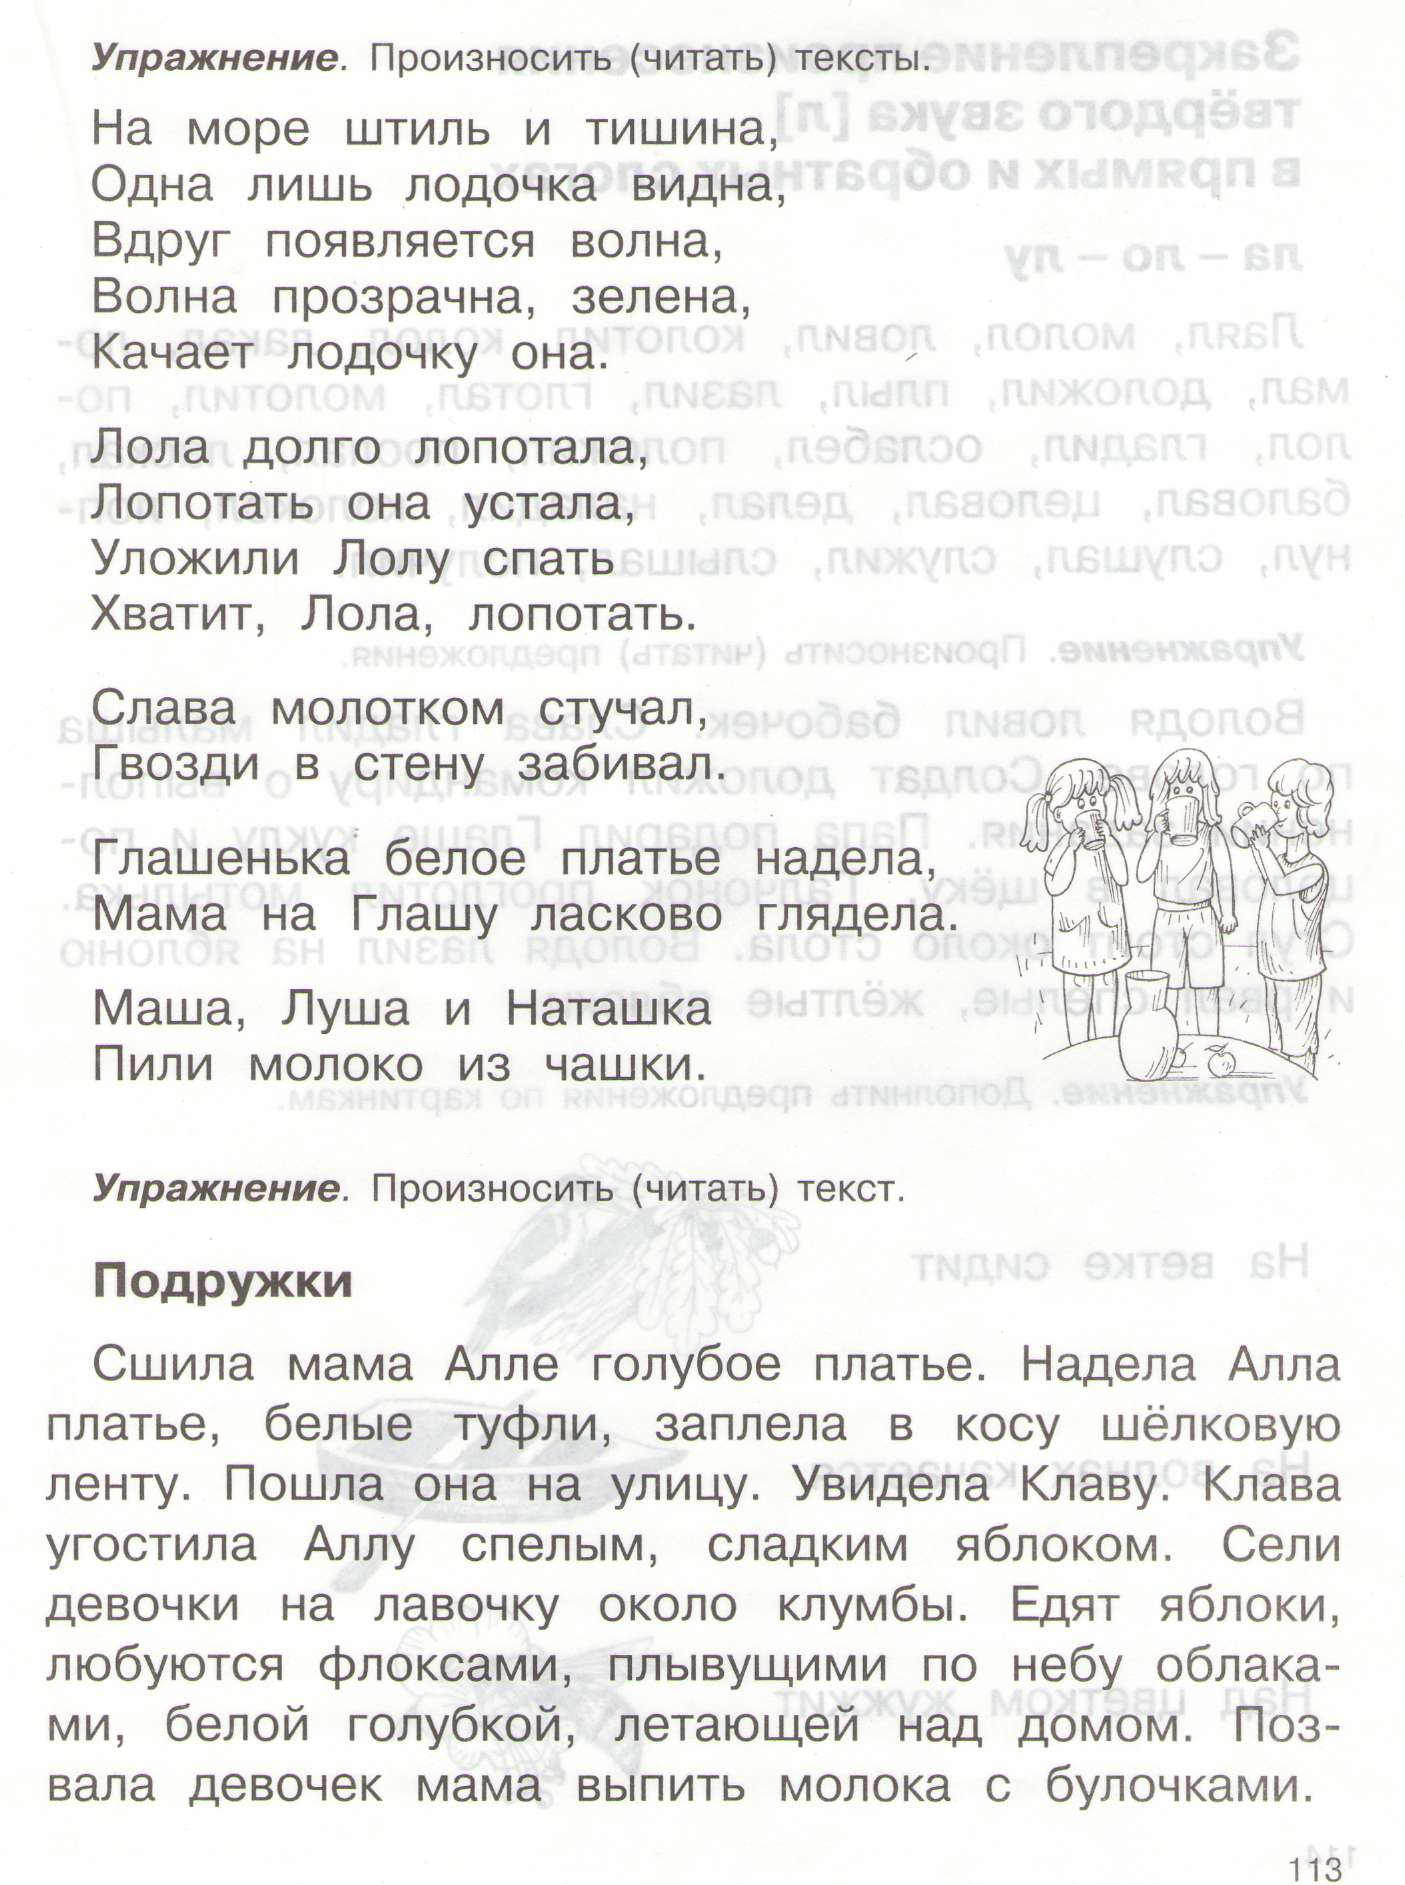 Упражнение. Произносить (читать) тексты.
На море штиль и тишина,
Одна лишь лодочка видна,
Вдруг появляется волна,
Волна прозрачна, зелена,
Качает лодочку она.
Лола долго лопотала,
Лопотать она устала,
Уложили Лолу спать
Хватит, Лола, лопотать.
Слава молотком стучал,
Гвозди в стену забивал.
Глашенька белое платье надела,
Мама на Глашу ласково глядела.
Маша, Луша и Наташка
Пили молоко из чашки.
Упражнение. Произносить (читать) текст.
Подружки
Сшила мама Алле голубое платье. Надела Алла
платье, белые туфли, заплела в косу шёлковую
ленту. Пошла она на улицу. Увидела Клаву. Клава
угостила Аллу спелым, сладким яблоком. Сели
девочки на лавочку около клумбы. Едят яблоки,
любуются флоксами, плывущими по небу облака-
ми, белой голубкой, летающей над домом. Поз-
вала девочек мама выпить молока с булочками.
113